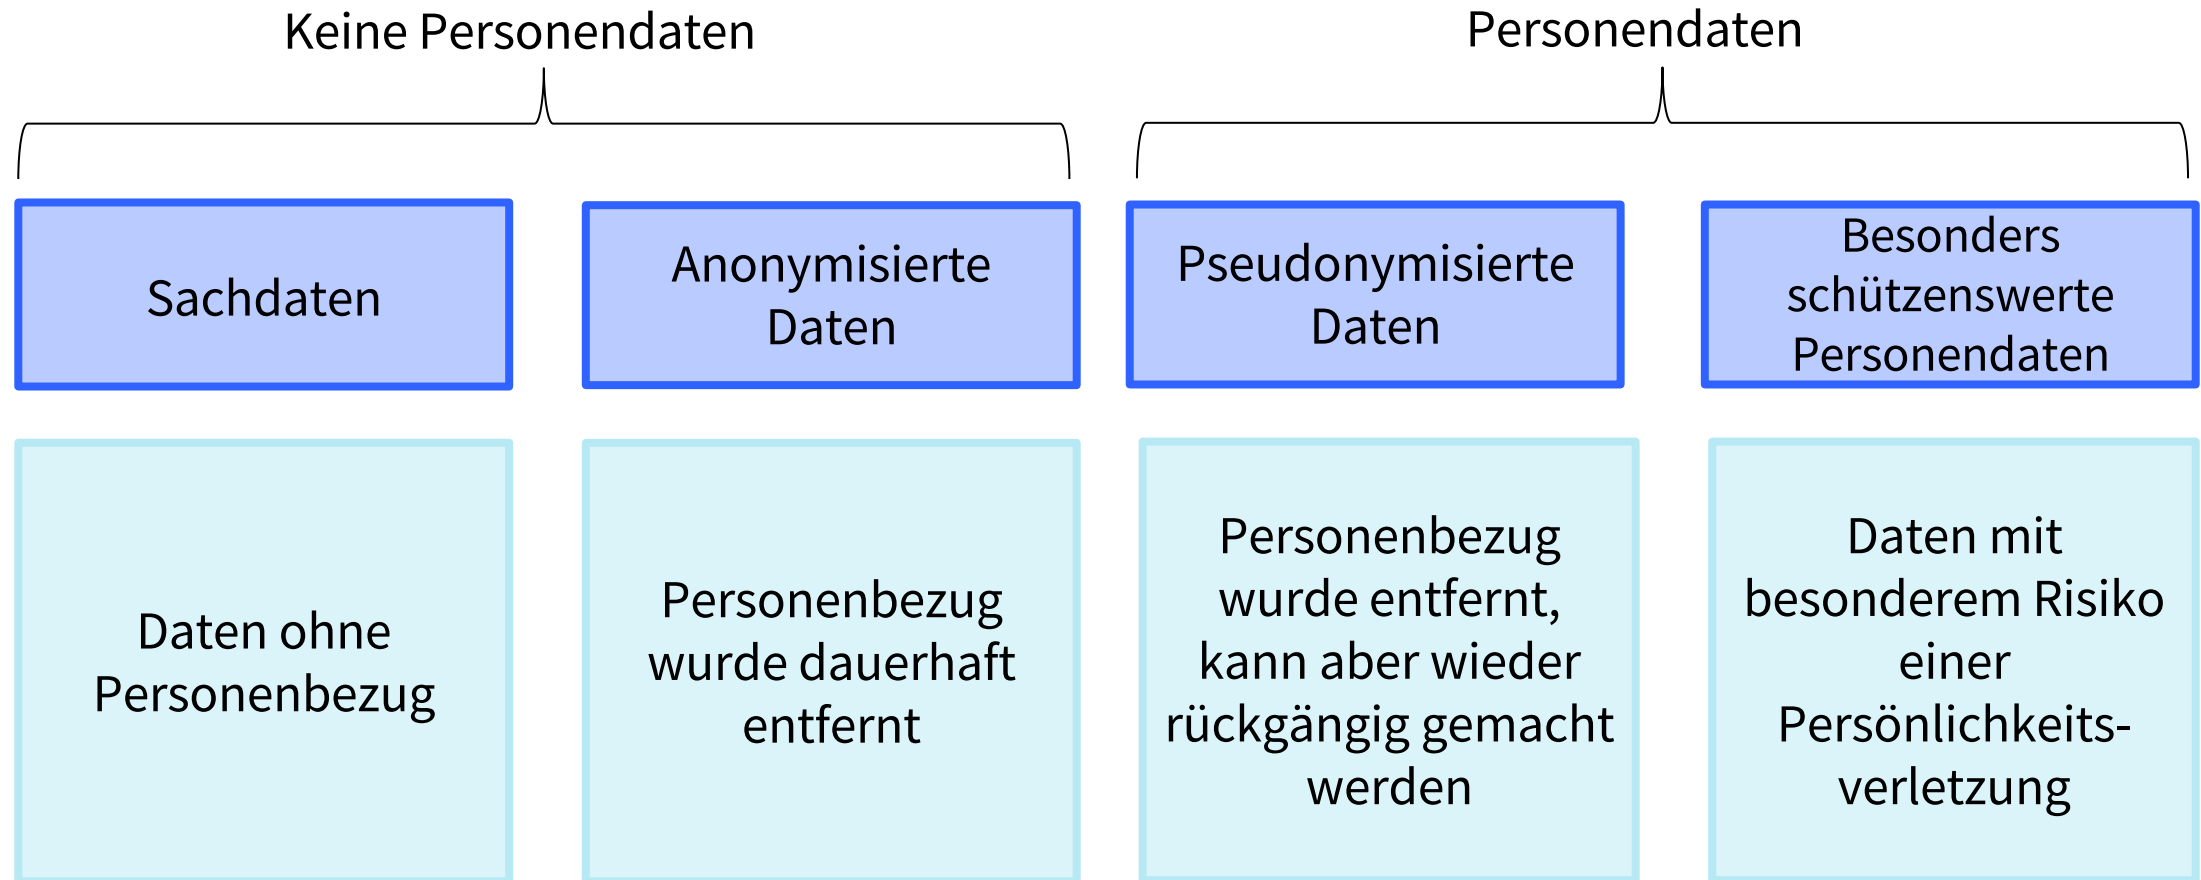 Keine Personendaten
Personendaten
Sachdaten
Anonymisierte
Daten
Pseudonymisierte
Daten
Besonders
schützenswerte
Personendaten
Daten ohne
Personenbezug
Personenbezug
wurde dauerhaft
entfernt
Personenbezug
wurde entfernt,
kann aber wieder
rückgängig gemacht
werden
Daten mit
besonderem Risiko
einer
Persönlichkeits-
verletzung